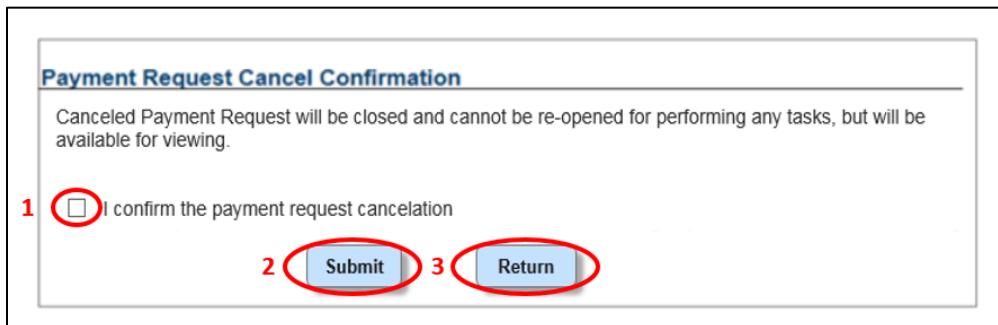 Payment Request Cancel Confirmation
Canceled Payment Request will be closed and cannot be re-opened for performing any tasks, but will be
available for viewing.
1 I confirm the payment request cancelation
2 Submit 3 Return